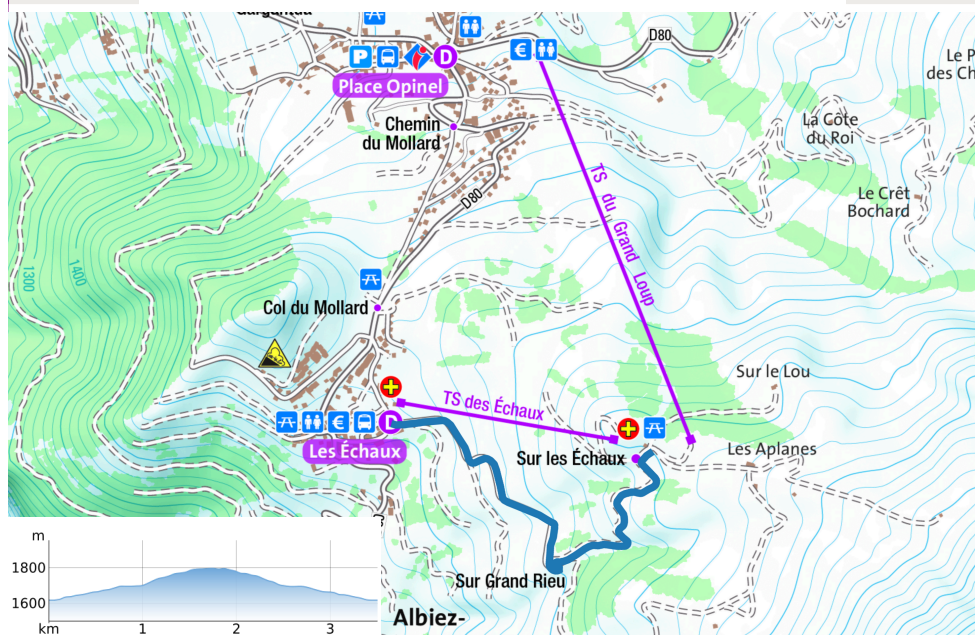 D80
Le P
des Ch
P
€
D
Place Opinel
Chemin
du Mollard
La Côte
du Roi
Le Crêt
Bochard
D80
TS du Grand Loup
1300
1400
Col du Mollard
Sur le Lou
TS des Échaux
€
Les Échaux
Sur les Échaux
Les Aplanes
Sur Grand Rieu
Albiez-
m
1800
1600
km
1
2
3